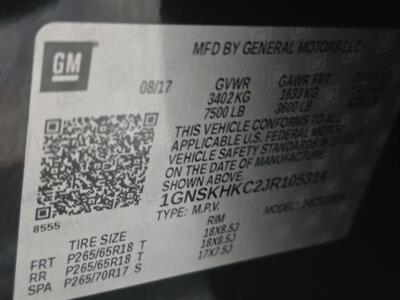 GM
MFD BY GENERAL MOTORS LLC
08/17 GVWR GAWR FRT
3402 KG 1633 KG
7500 LB 3600 LB
THIS VEHICLE CONFORMS TO ALL
APPLICABLE U.S. FEDERAL MOTOR
VEHICLE SAFETY STANDARDS IN EFFECT
ON THE DATE OF MANUFACTURE
SHOWN ABOVE.
1GNSKHKC2JR105314
TYPE: M.P.V.
8555
TIRE SIZE RIM
FRT P265/65R18 T 18X8.5J
RR P265/65R18 T 18X8.5J
SPA P265/70R17 S 17X7.5J